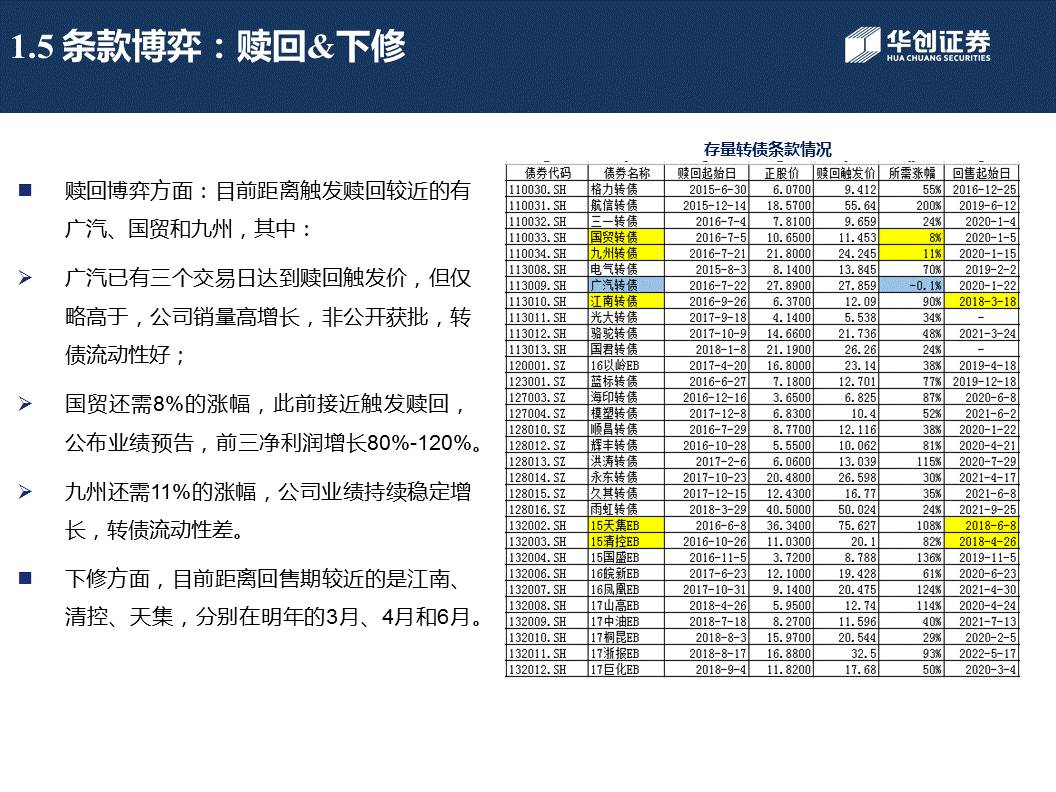 1.5 条款博弈：赎回&下修
华创证券
HUA CHUANG SECURITIES
赎回博弈方面：目前距离触发赎回较近的有
广汽、国贸和九州，其中：
广汽已有三个交易日达到赎回触发价，但仅
略高于，公司销量高增长，非公开获批，转
债流动性好；
国贸还需8%的涨幅，此前接近触发赎回，
公布业绩预告，前三净利润增长80%-120%。
九州还需11%的涨幅，公司业绩持续稳定增
长，转债流动性差。
下修方面，目前距离回售期较近的是江南、
清控、天集，分别在明年的3月、4月和6月。
存量转债条款情况
债券代码 债券名称 赎回起始日 正股价 赎回触发价 所需涨幅 回售起始日
110030.SH 格力转债 2015-6-30 6.0700 9.412 55% 2016-12-25
110031.SH 航信转债 2015-12-14 18.5700 55.64 200% 2019-6-12
110032.SH 三一转债 2016-7-4 7.8100 9.659 24% 2020-1-4
110033.SH 国贸转债 2016-7-5 10.6500 11.453 8% 2020-1-5
110034.SH 九州转债 2016-7-21 21.8000 24.245 11% 2020-1-15
113008.SH 电气转债 2015-8-3 8.1400 13.845 70% 2019-2-2
113009.SH 广汽转债 2016-7-22 27.8900 27.859 -0.1% 2020-1-22
113010.SH 江南转债 2016-9-26 6.3700 12.09 90% 2018-3-18
113011.SH 光大转债 2017-9-18 4.1400 5.538 34% -
113012.SH 骆驼转债 2017-10-9 14.6600 21.736 48% 2021-3-24
113013.SH 国君转债 2018-1-8 21.1900 26.26 24% -
120001.SZ 16以岭EB 2017-4-20 16.8000 23.14 38% 2019-4-18
123001.SZ 蓝标转债 2016-6-27 7.1800 12.701 77% 2019-12-18
127003.SZ 海印转债 2016-12-16 3.6500 6.825 87% 2020-6-8
127004.SZ 模塑转债 2017-12-8 6.8300 10.4 52% 2021-6-2
128010.SZ 顺昌转债 2016-7-29 8.7700 12.116 38% 2020-1-22
128012.SZ 辉丰转债 2016-10-28 5.5500 10.062 81% 2020-4-21
128013.SZ 洪涛转债 2017-2-6 6.0600 13.039 115% 2020-7-29
128014.SZ 永东转债 2017-10-23 20.4800 26.598 30% 2021-4-17
128015.SZ 久其转债 2017-12-15 12.4300 16.77 35% 2021-6-8
128016.SZ 雨虹转债 2018-3-29 40.5000 50.024 24% 2021-9-25
132002.SH 15天集EB 2016-6-8 36.3400 75.627 108% 2018-6-8
132003.SH 15清控EB 2016-10-26 11.0300 20.1 82% 2018-4-26
132004.SH 15国盛EB 2016-11-5 3.7200 8.788 136% 2019-11-5
132006.SH 16皖新EB 2017-6-23 12.1000 19.428 61% 2020-6-23
132007.SH 16凤凰EB 2017-10-31 9.1400 20.475 124% 2021-4-30
132008.SH 17山高EB 2018-4-26 5.9500 12.74 114% 2020-4-24
132009.SH 17中油EB 2018-7-18 8.2700 11.596 40% 2021-7-13
132010.SH 17桐昆EB 2018-8-3 15.9700 20.544 29% 2020-2-5
132011.SH 17浙报EB 2018-8-17 16.8800 32.5 93% 2022-5-17
132012.SH 17巨化EB 2018-9-4 11.8200 17.68 50% 2020-3-4